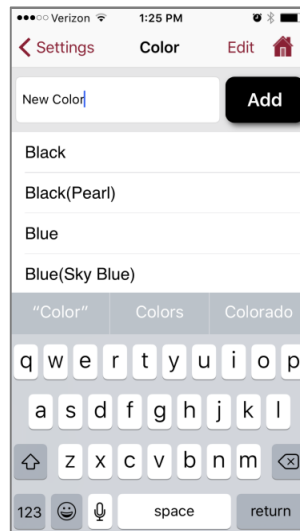 Verizon 1:25 PM
Settings Color Edit
New Color Add
Black
Black(Pearl)
Blue
Blue(Sky Blue)
“Color” Colors Colorado
q w e r t y u i o p
a s d f g h j k l
z x c v b n m
123 space return